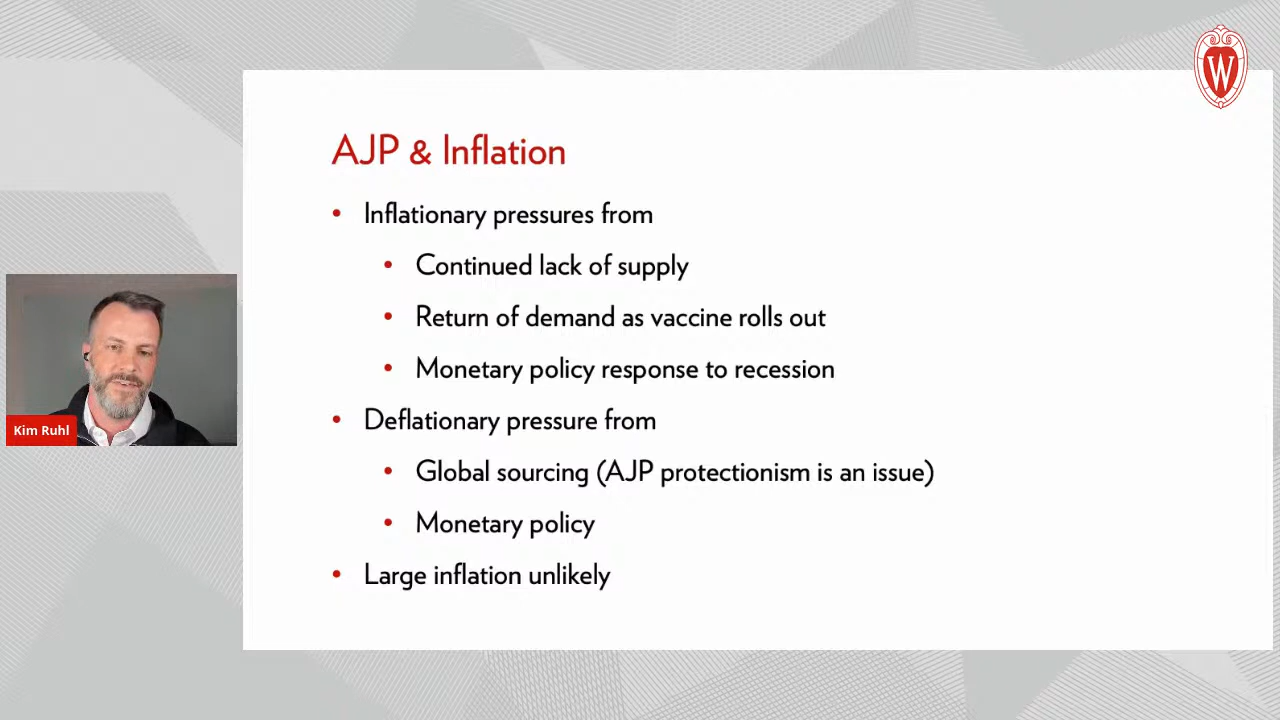 W
AJP & Inflation
• Inflationary pressures from
• Continued lack of supply
• Return of demand as vaccine rolls out
• Monetary policy response to recession
• Deflationary pressure from
• Global sourcing (AJP protectionism is an issue)
• Monetary policy
• Large inflation unlikely
Kim Ruhl